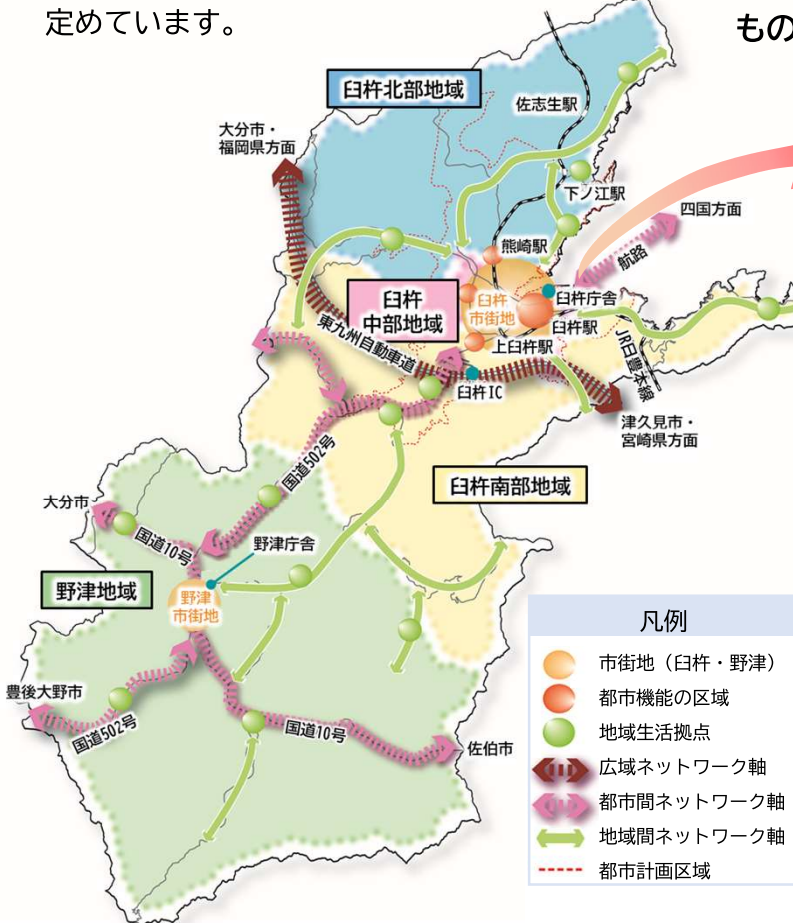 定めています。
もの
臼杵北部地域
佐志生駅
大分市・
福岡県方面
下ノ江駅
四国方面
熊崎駅
航路
臼杵
市街地
臼杵庁舎
臼杵
中部地域
臼杵駅
東九州自動車道
上臼杵駅
JR日豊本線
臼杵IC
津久見市・
宮崎県方面
国道502号
臼杵南部地域
大分市
国道10号
野津庁舎
野津地域
野津
市街地
豊後大野市
国道502号
国道10号
佐伯市
凡例
市街地（臼杵・野津）
都市機能の区域
地域生活拠点
広域ネットワーク軸
都市間ネットワーク軸
地域間ネットワーク軸
都市計画区域